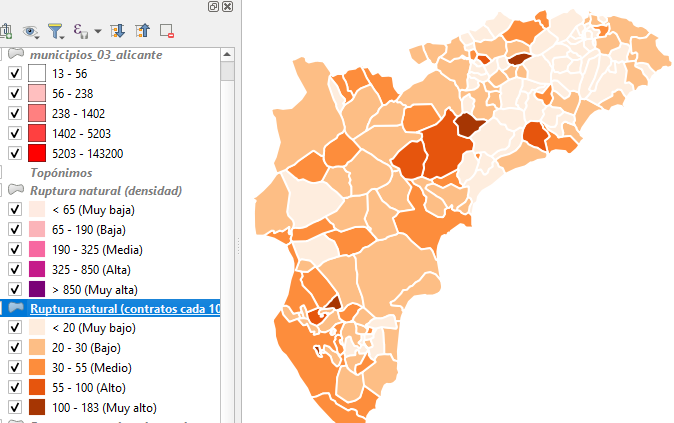 municipios_03_alicante
13 - 56
56 - 238
238 - 1402
1402 - 5203
5203 - 143200
Topónimos
Ruptura natural (densidad)
< 65 (Muy baja)
65 - 190 (Baja)
190 - 325 (Media)
325 - 850 (Alta)
> 850 (Muy alta)
Ruptura natural (contratos cada 10
< 20 (Muy bajo)
20 - 30 (Bajo)
30 - 55 (Medio)
55 - 100 (Alto)
100 - 183 (Muy alto)